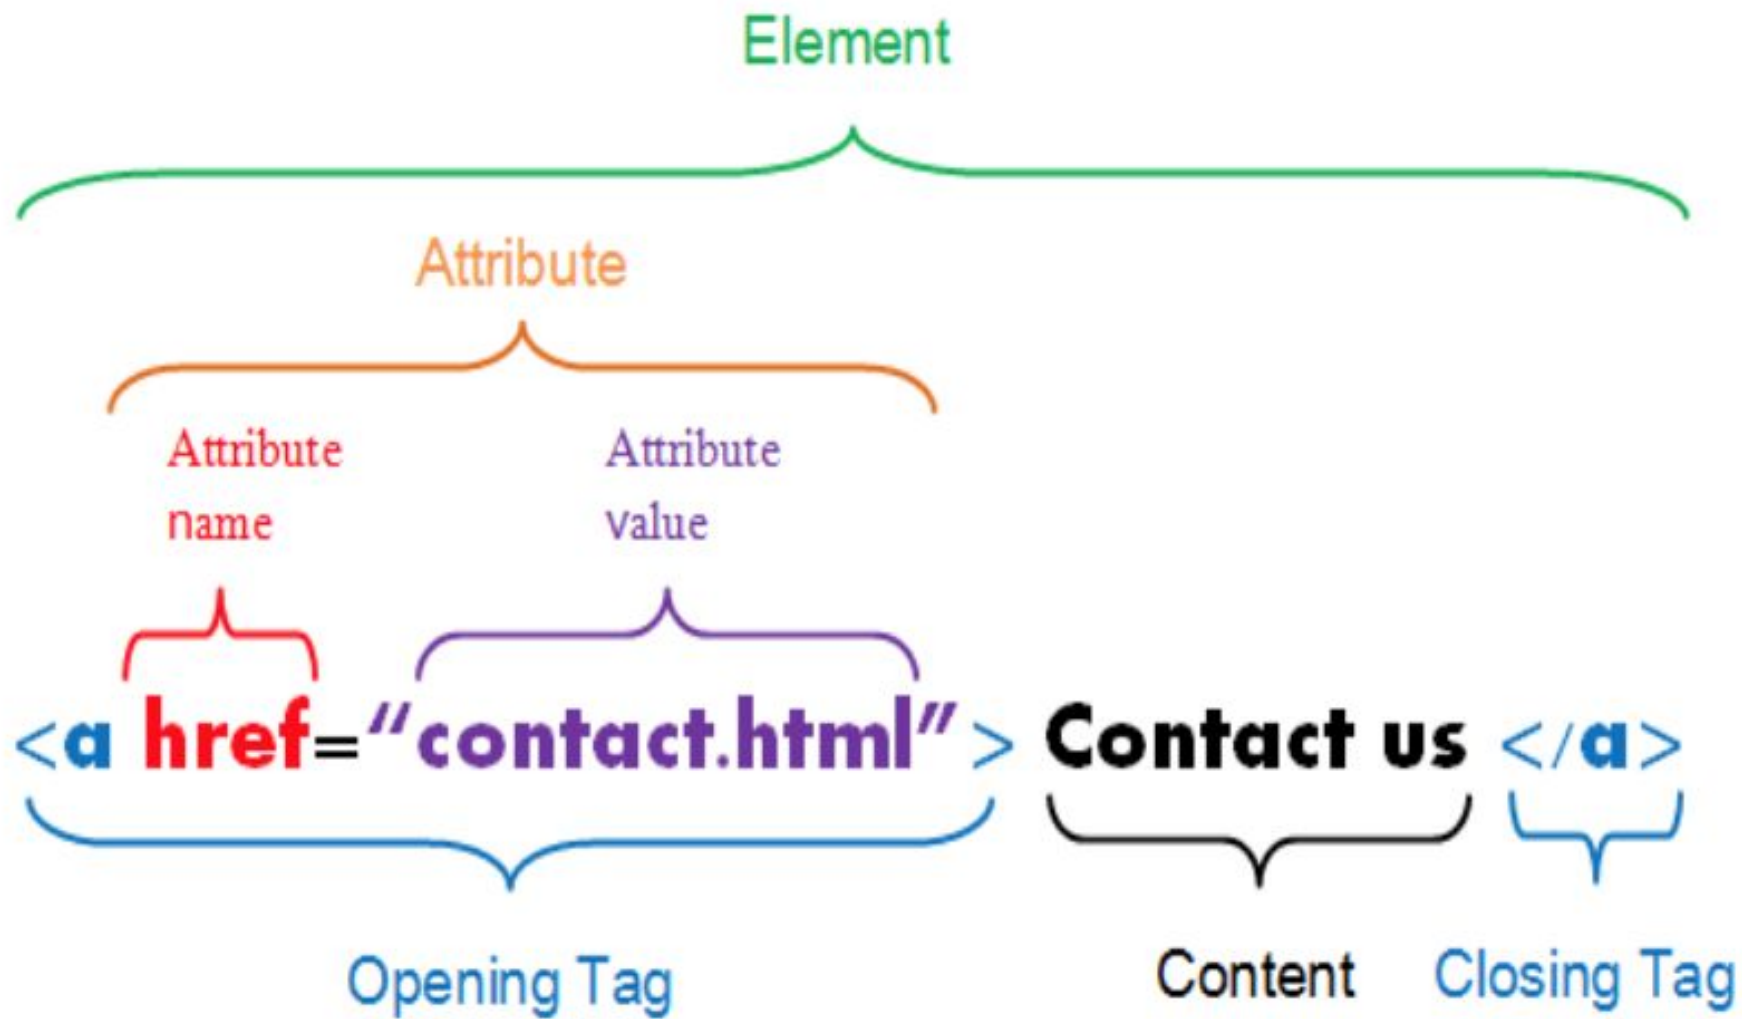 Element
Attribute
Attribute
name
Attribute
value
<a href=“contact.html”> Contact us </a>
Opening Tag
Content
Closing Tag